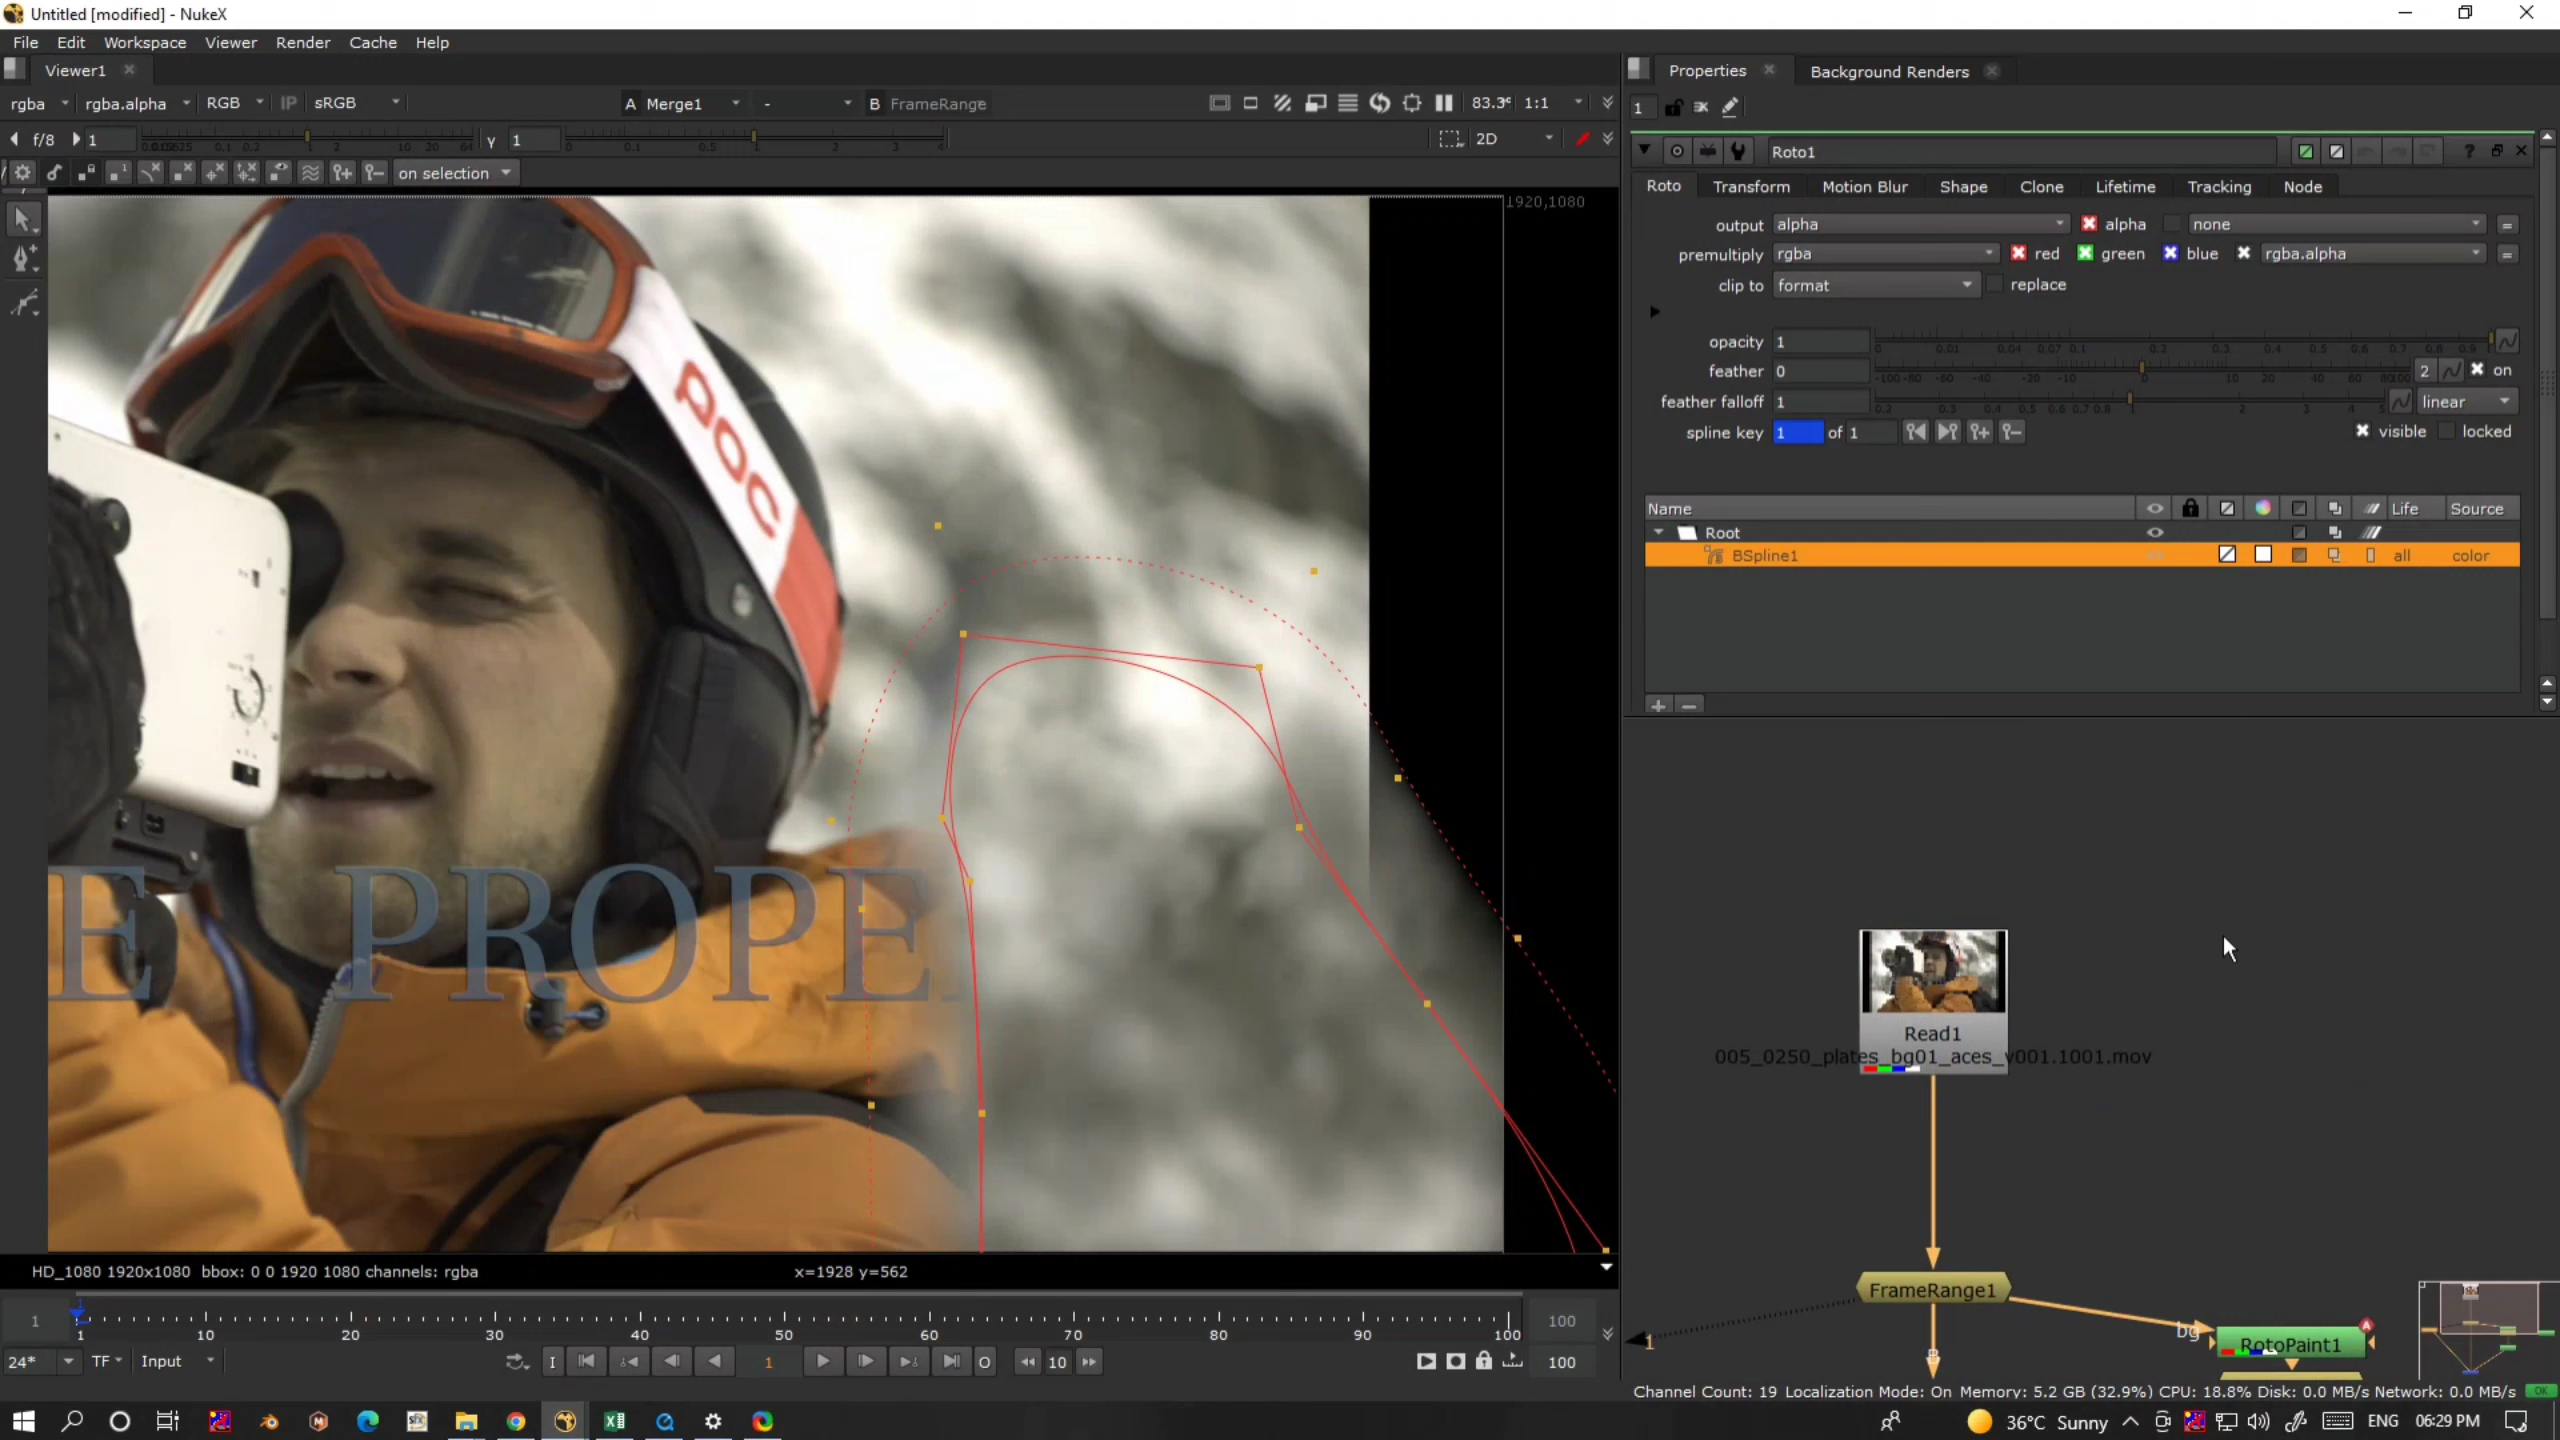 Untitled [modified] - NukeX
File Edit Workspace Viewer Render Cache Help
Viewer1
Properties
Background Renders
rgba rgba.alpha RGB IP sRGB A Merge1 - B FrameRange 83.3 1:1
1
f/8 1 Y 1 2D
on selection
Roto1
Roto Transform Motion Blur Shape Clone Lifetime Tracking Node
1920,1080
output alpha alpha none
premultiply rgba red green blue rgba.alpha
clip to format replace
opacity 1
feather 0 2 on
feather falloff 1 linear
spline key 1 of 1 visible locked
Name Life Source
Root
BSpline1 all color
POC
E PROPE
Read1
005_0250_plates_bg01_aces_v001.1001.mov
FrameRange1
1
bg
RotoPaint1
A
B
HD_1080 1920x1080 bbox: 0 0 1920 1080 channels: rgba
x=1928 y=562
1 1 10 20 30 40 50 60 70 80 90 100 100
24* TF Input I 1 O 10 100
Channel Count: 19 Localization Mode: On Memory: 5.2 GB (32.9%) CPU: 18.8% Disk: 0.0 MB/s Network: 0.0 MB/s OK
36°C Sunny ENG 06:29 PM